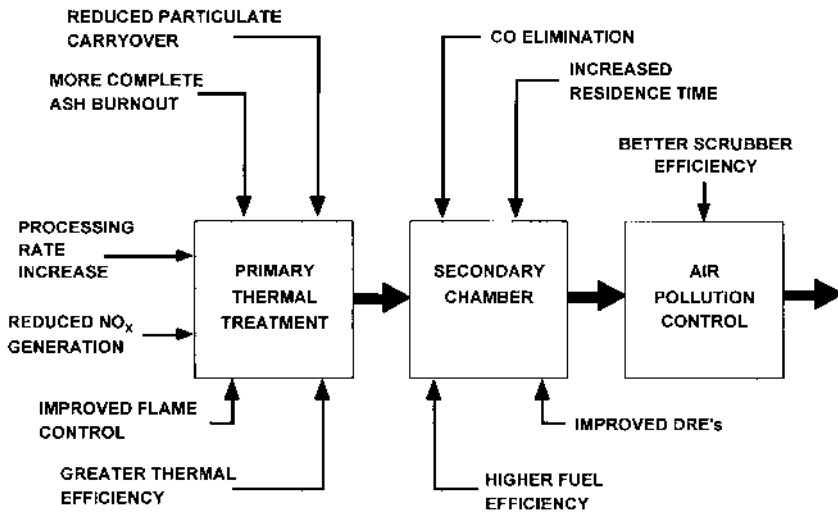 REDUCED PARTICULATE
CARRYOVER
MORE COMPLETE
ASH BURNOUT
CO ELIMINATION
INCREASED
RESIDENCE TIME
BETTER SCRUBBER
EFFICIENCY
PROCESSING
RATE
INCREASE
REDUCED NOX
GENERATION
PRIMARY
THERMAL
TREATMENT
SECONDARY
CHAMBER
AIR
POLLUTION
CONTROL
IMPROVED FLAME
CONTROL
GREATER THERMAL
EFFICIENCY
IMPROVED DRE's
HIGHER FUEL
EFFICIENCY